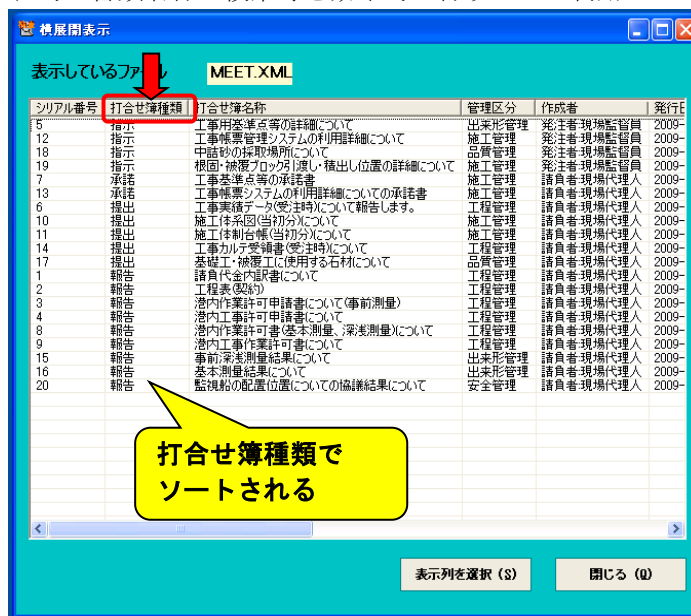 横展開表示
表示しているファイル MEET.XML
シリアル番号 打合せ簿種類 打合せ簿名称 管理区分 作成者 発行日
5 指示 工事用基準点等の詳細について 出来形管理 発注者:現場監督員 2009-
12 指示 工事帳票管理システムの利用詳細について 施工管理 発注者:現場監督員 2009-
18 指示 中詰砂の採取場所について 品質管理 発注者:現場監督員 2009-
19 指示 根固・被覆ブロック引渡し・積出し位置の詳細について 施工管理 発注者:現場監督員 2009-
7 承諾 工事基準点等の承諾書 施工管理 請負者:現場代理人 2009-
13 承諾 工事帳票システムの利用詳細についての承諾書 施工管理 請負者:現場代理人 2009-
6 提出 工事実績データ(受注時)について報告します。 工程管理 請負者:現場代理人 2009-
10 提出 施工体系図(当初分)について 施工管理 請負者:現場代理人 2009-
11 提出 施工体制台帳(当初分)について 施工管理 請負者:現場代理人 2009-
14 提出 工事カルテ受領書(受注時)について 工程管理 請負者:現場代理人 2009-
17 提出 基礎工・被覆工に使用する石材について 品質管理 請負者:現場代理人 2009-
1 報告 請負代金内訳書について 工程管理 請負者:現場代理人 2009-
2 報告 工程表(契約) 工程管理 請負者:現場代理人 2009-
3 報告 港内作業許可申請書について(事前測量) 工程管理 請負者:現場代理人 2009-
4 報告 港内工事許可申請書について 工程管理 請負者:現場代理人 2009-
8 報告 港内作業許可書(基本測量、深浅測量)について 工程管理 請負者:現場代理人 2009-
9 報告 港内工事作業許可書について 工程管理 請負者:現場代理人 2009-
15 報告 事前深浅測量結果について 出来形管理 請負者:現場代理人 2009-
16 報告 基本測量結果について 出来形管理 請負者:現場代理人 2009-
20 報告 監視船の配置位置についての協議結果について 安全管理 請負者:現場代理人 2009-
打合せ簿種類で
ソートされる
表示列を選択(S) 閉じる(Q)